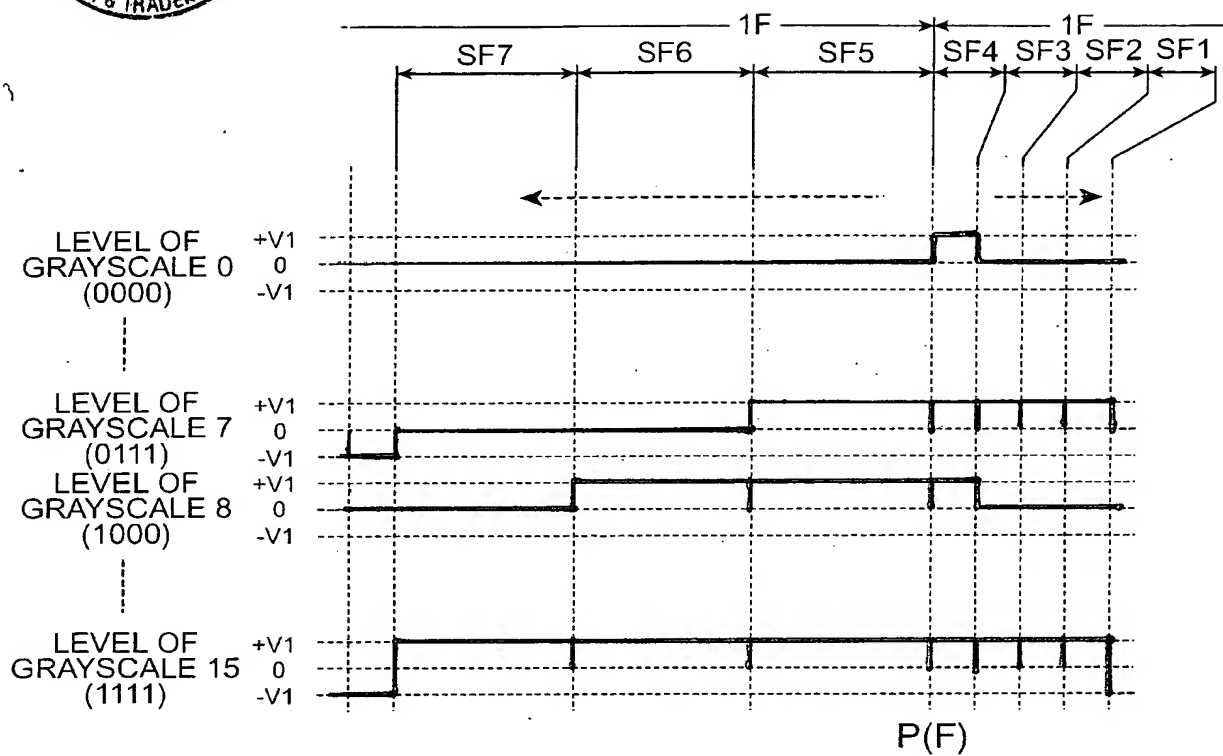 & TRADE
1F 1F
SF7 SF6 SF5 SF4 SF3 SF2 SF1
LEVEL OF
GRAYSCALE 0
(0000)
+V1
0
-V1
LEVEL OF
GRAYSCALE 7
(0111)
+V1
0
-V1
LEVEL OF
GRAYSCALE 8
(1000)
+V1
0
-V1
LEVEL OF
GRAYSCALE 15
(1111)
+V1
0
-V1
P(F)